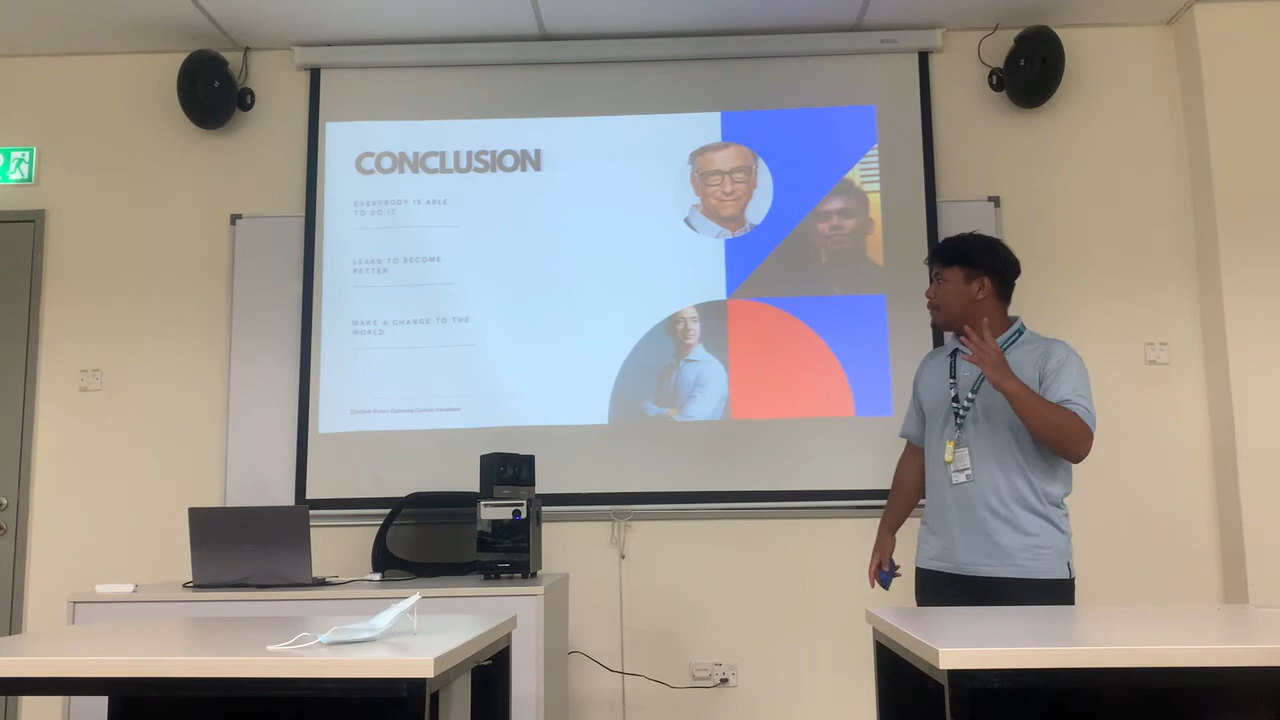 CONCLUSION
EVERYBODY IS ABLE
TO DO IT
LEARN TO BECOME
BETTER
MAKE A CHANGE TO THE
WORLD